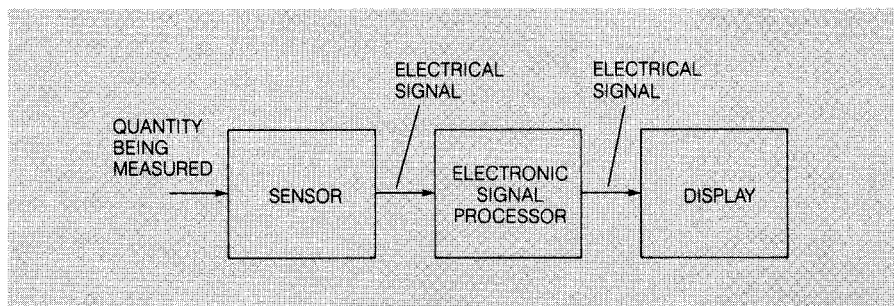 QUANTITY
BEING
MEASURED
SENSOR
ELECTRICAL
SIGNAL
ELECTRONIC
SIGNAL
PROCESSOR
ELECTRICAL
SIGNAL
DISPLAY